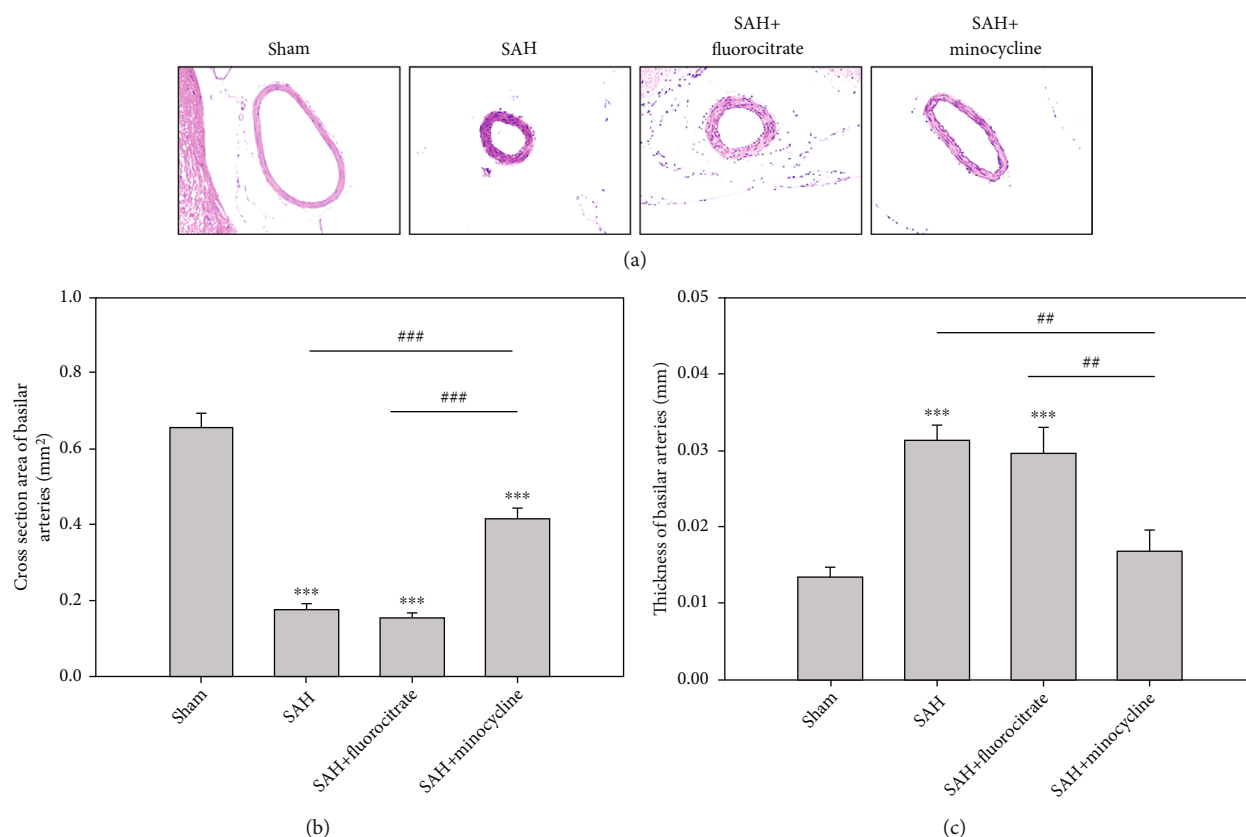 Sham
SAH
SAH+
fluorocitrate
SAH+
minocycline
(a)
Cross section area of basilar
arteries (mm²)
1.0
0.8
0.6
0.4
0.2
0.0
###
###
***
***
***
Sham
SAH
SAH+fluorocitrate
SAH+minocycline
(b)
Thickness of basilar arteries (mm)
0.05
0.04
0.03
0.02
0.01
0.00
##
##
***
***
Sham
SAH
SAH+fluorocitrate
SAH+minocycline
(c)